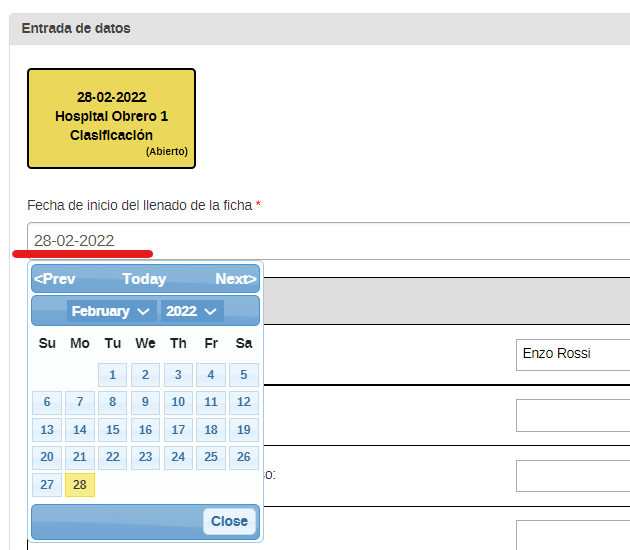 Entrada de datos
28-02-2022
Hospital Obrero 1
Clasificación
(Abierto)
Fecha de inicio del llenado de la ficha *
28-02-2022
<Prev Today Next>
February 2022
Su Mo Tu We Th Fr Sa
1 2 3 4 5
6 7 8 9 10 11 12
13 14 15 16 17 18 19
20 21 22 23 24 25 26
27 28
Close
Enzo Rossi